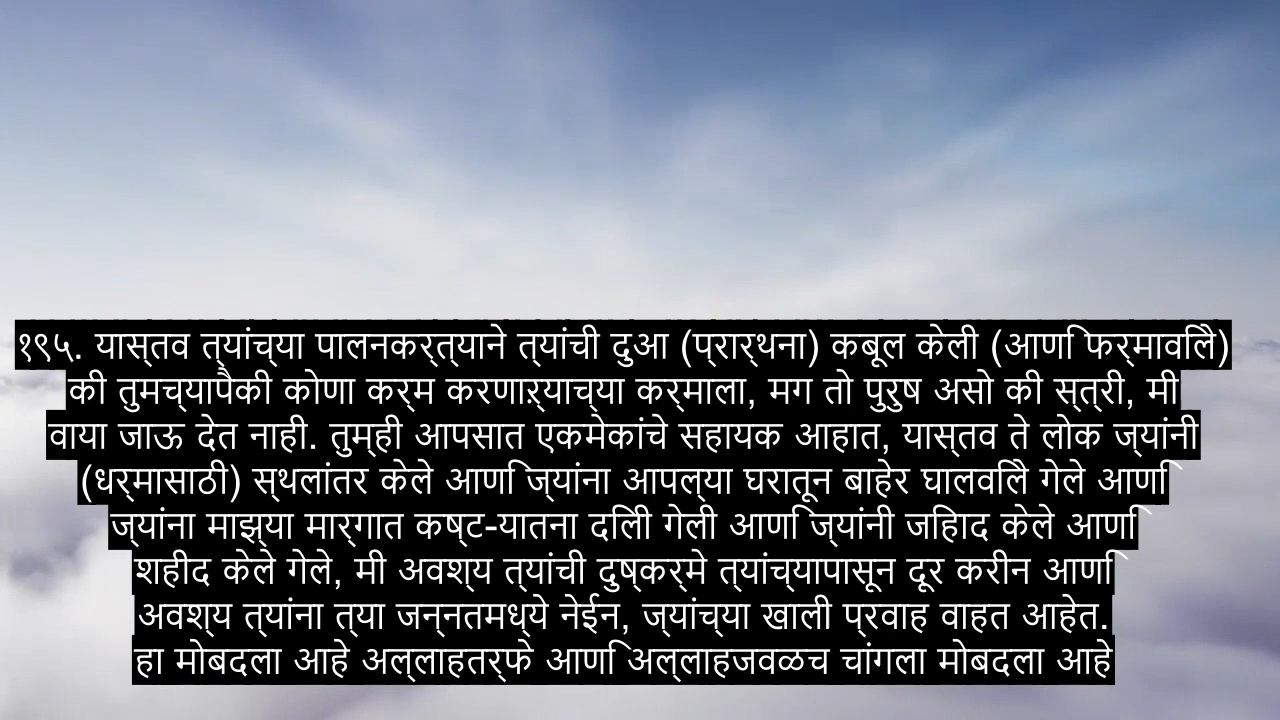 १९५. यास्तव त्यांच्या पालनकर्त्याने त्यांची दुआ (प्रार्थना) कबूल केली (आणि फर्माविले)
की तुमच्यापैकी कोणा कर्म करणाऱ्याच्या कर्माला, मग तो पुरुष असो की स्त्री, मी
वाया जाऊ देत नाही. तुम्ही आपसात एकमेकांचे सहायक आहात, यास्तव ते लोक ज्यांनी
(धर्मासाठी) स्थलांतर केले आणि ज्यांना आपल्या घरातून बाहेर घालविले गेले आणि
ज्यांना माझ्या मार्गात कष्ट-यातना दिली गेली आणि ज्यांनी जिहाद केले आणि
शहीद केले गेले, मी अवश्य त्यांची दुष्कर्मे त्यांच्यापासून दूर करीन आणि
अवश्य त्यांना त्या जन्नतमध्ये नेईन, ज्यांच्या खाली प्रवाह वाहत आहेत.
हा मोबदला आहे अल्लाहतर्फे आणि अल्लाहजवळच चांगला मोबदला आहे